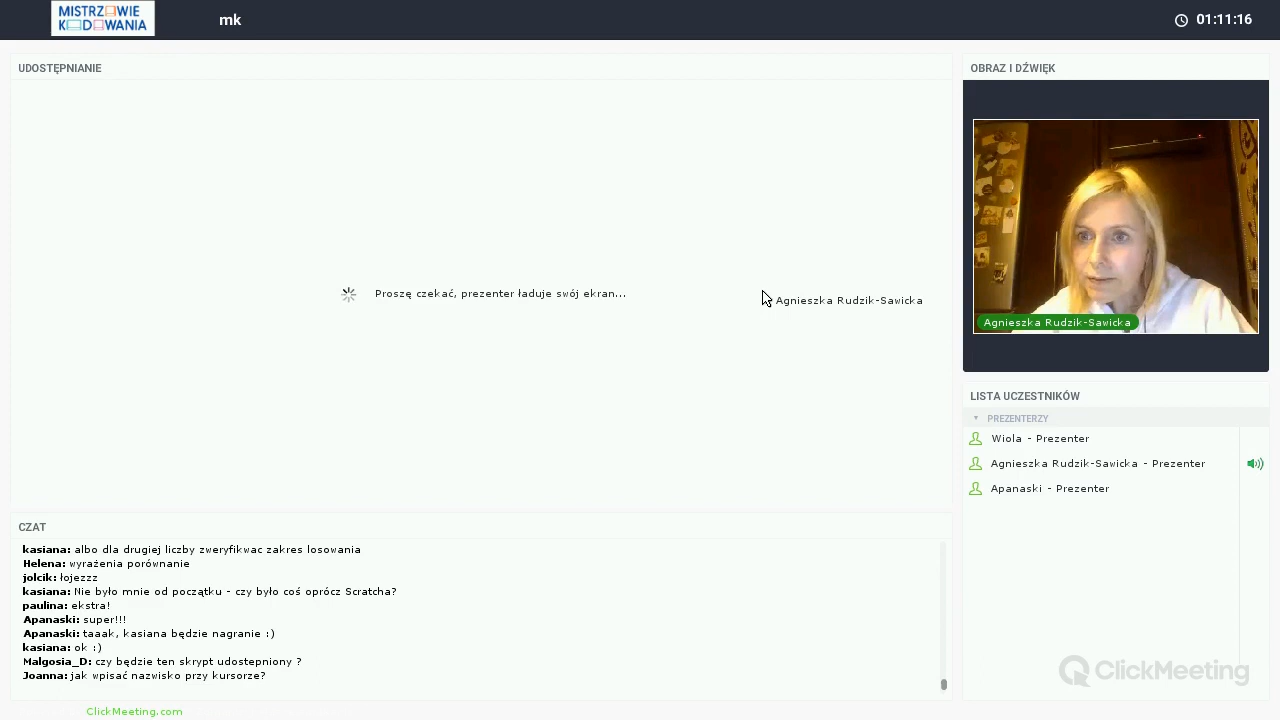 MISTRZOWIE
KODOWANIA
mk
01:11:16
UDOSTĘPNIANIE
OBRAZ I DŹWIĘK
Proszę czekać, prezenter ładuje swój ekran...
Agnieszka Rudzik-Sawicka
Agnieszka Rudzik-Sawicka
LISTA UCZESTNIKÓW
PREZENTERZY
Wiola - Prezenter
Agnieszka Rudzik-Sawicka - Prezenter
Apanaski - Prezenter
CZAT
kasiana: albo dla drugiej liczby zweryfikwac zakres losowania
Helena: wyrażenia porównanie
jolcik: łojezzz
kasiana: Nie było mnie od początku - czy było coś oprócz Scratcha?
paulina: ekstra!
Apanaski: super!!!
Apanaski: taaak, kasiana będzie nagranie :)
kasiana: ok :)
Malgosia_D: czy będzie ten skrypt udostepniony ?
Joanna: jak wpisać nazwisko przy kursorze?
ClickMeeting
ClickMeeting.com